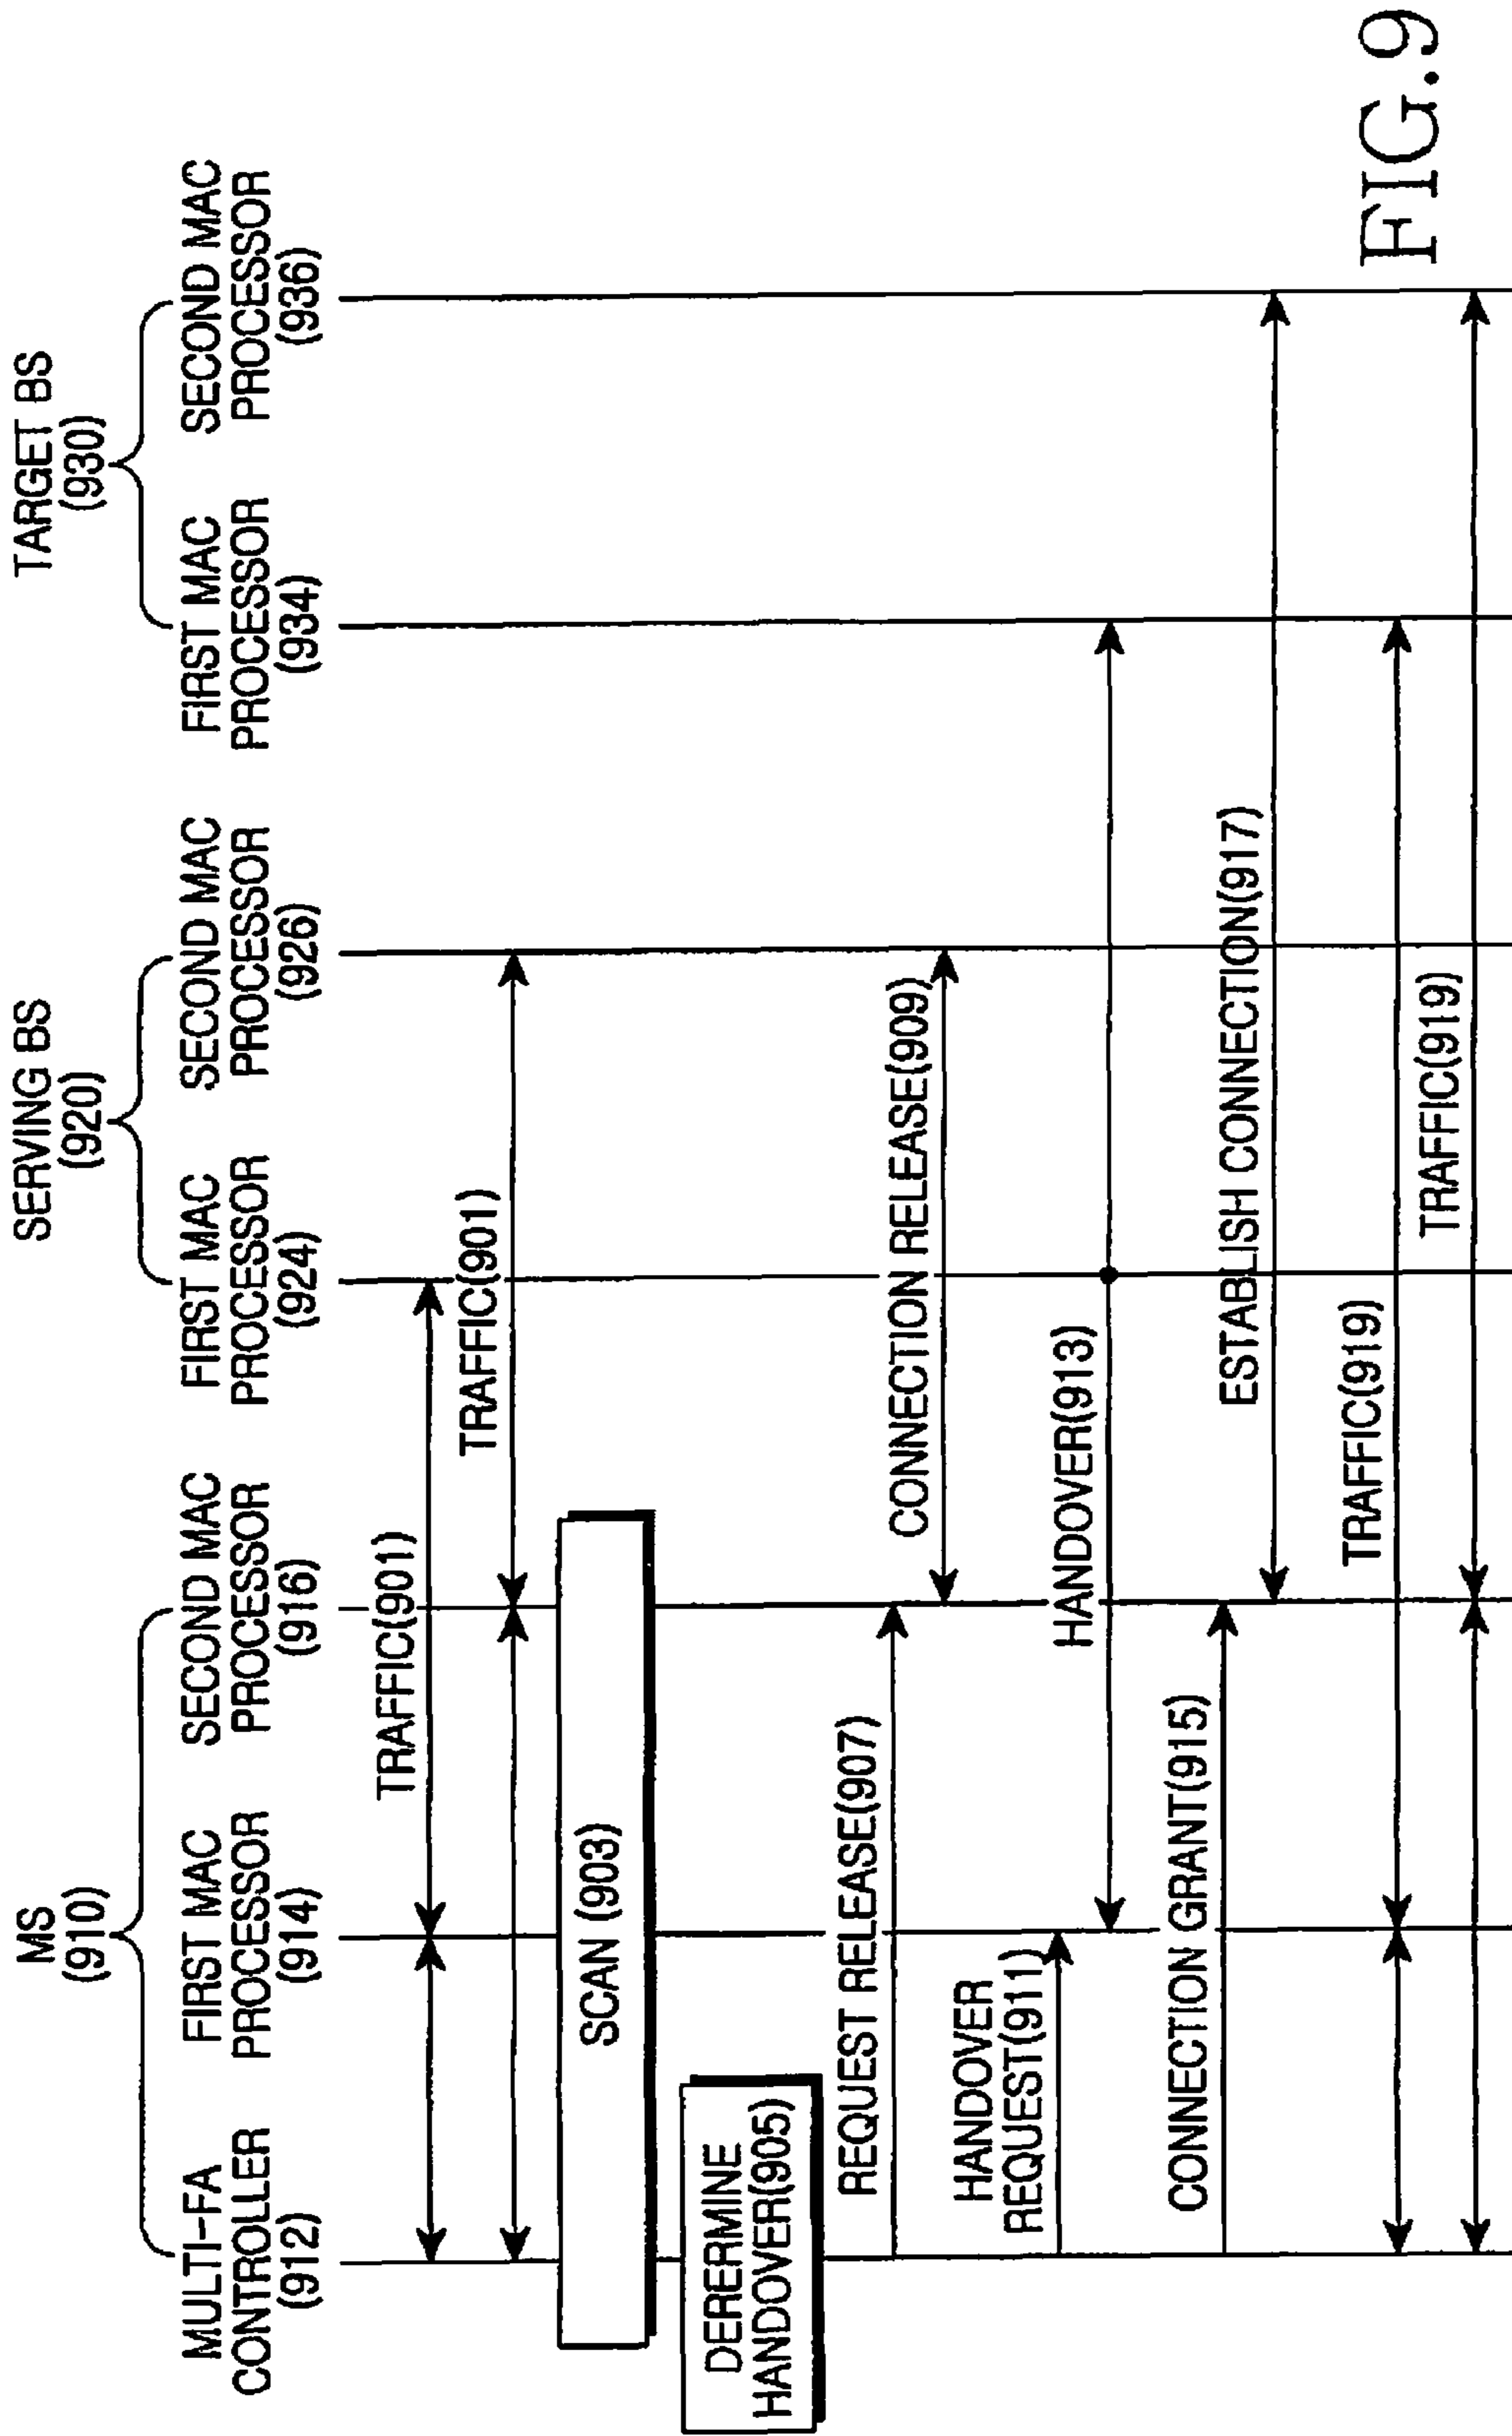 MS
(910)
SERVING BS
(920)
TARGET BS
(930)
MULTI-FA
CONTROLLER
(912)
FIRST MAC
PROCESSOR
(914)
SECOND MAC
PROCESSOR
(916)
FIRST MAC
PROCESSOR
(924)
SECOND MAC
PROCESSOR
(926)
FIRST MAC
PROCESSOR
(934)
SECOND MAC
PROCESSOR
(936)
TRAFFIC(901)
TRAFFIC(901)
SCAN (903)
DERERMINE
HANDOVER(905)
REQUEST RELEASE(907)
CONNECTION RELEASE(909)
HANDOVER
REQUEST(911)
HANDOVER(913)
CONNECTION GRANT(915)
ESTABLISH CONNECTION(917)
TRAFFIC(919)
TRAFFIC(919)
FIG.9